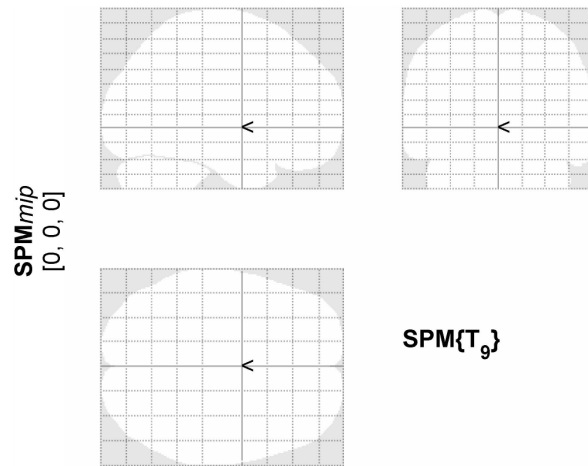 <
<
SPMmip
[0, 0, 0]
<
SPM{T₉}